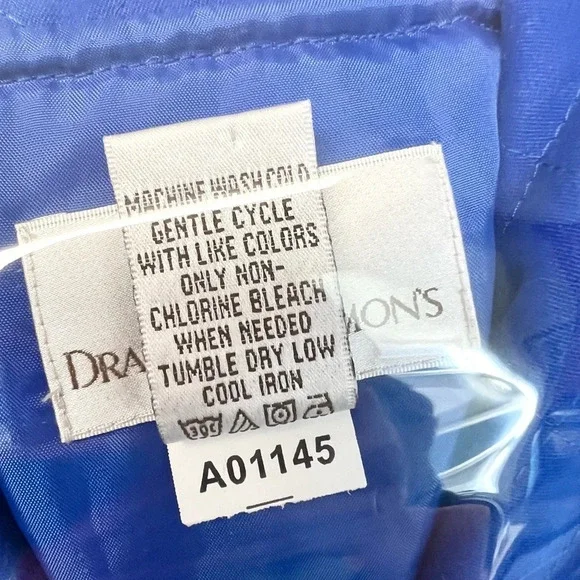 MACHINE WASH COLD
GENTLE CYCLE
WITH LIKE COLORS
ONLY NON-
CHLORINE BLEACH
WHEN NEEDED
TUMBLE DRY LOW
COOL IRON
DRA MON'S
A01145